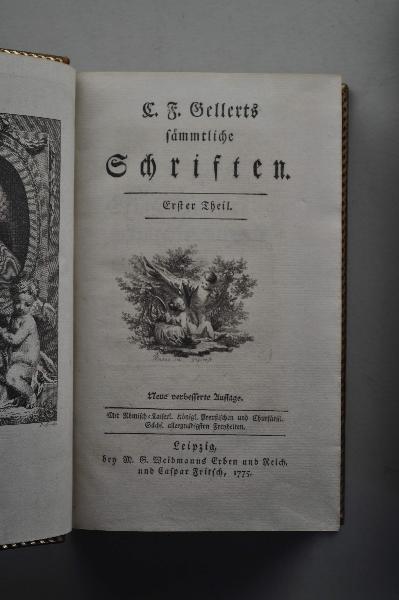 C. F. Gellerts
sämmtliche
Schriften.
Erster Theil.
Neue verbesserte Auflage.
Mit Römisch-Kaiserl. Königl. Preussischen und Churfürstl.
Sächs. allergnädigsten Freyheiten.
Leipzig,
bey M. G. Weidmanns Erben und Reich.
und Caspar Fritsch, 1775.